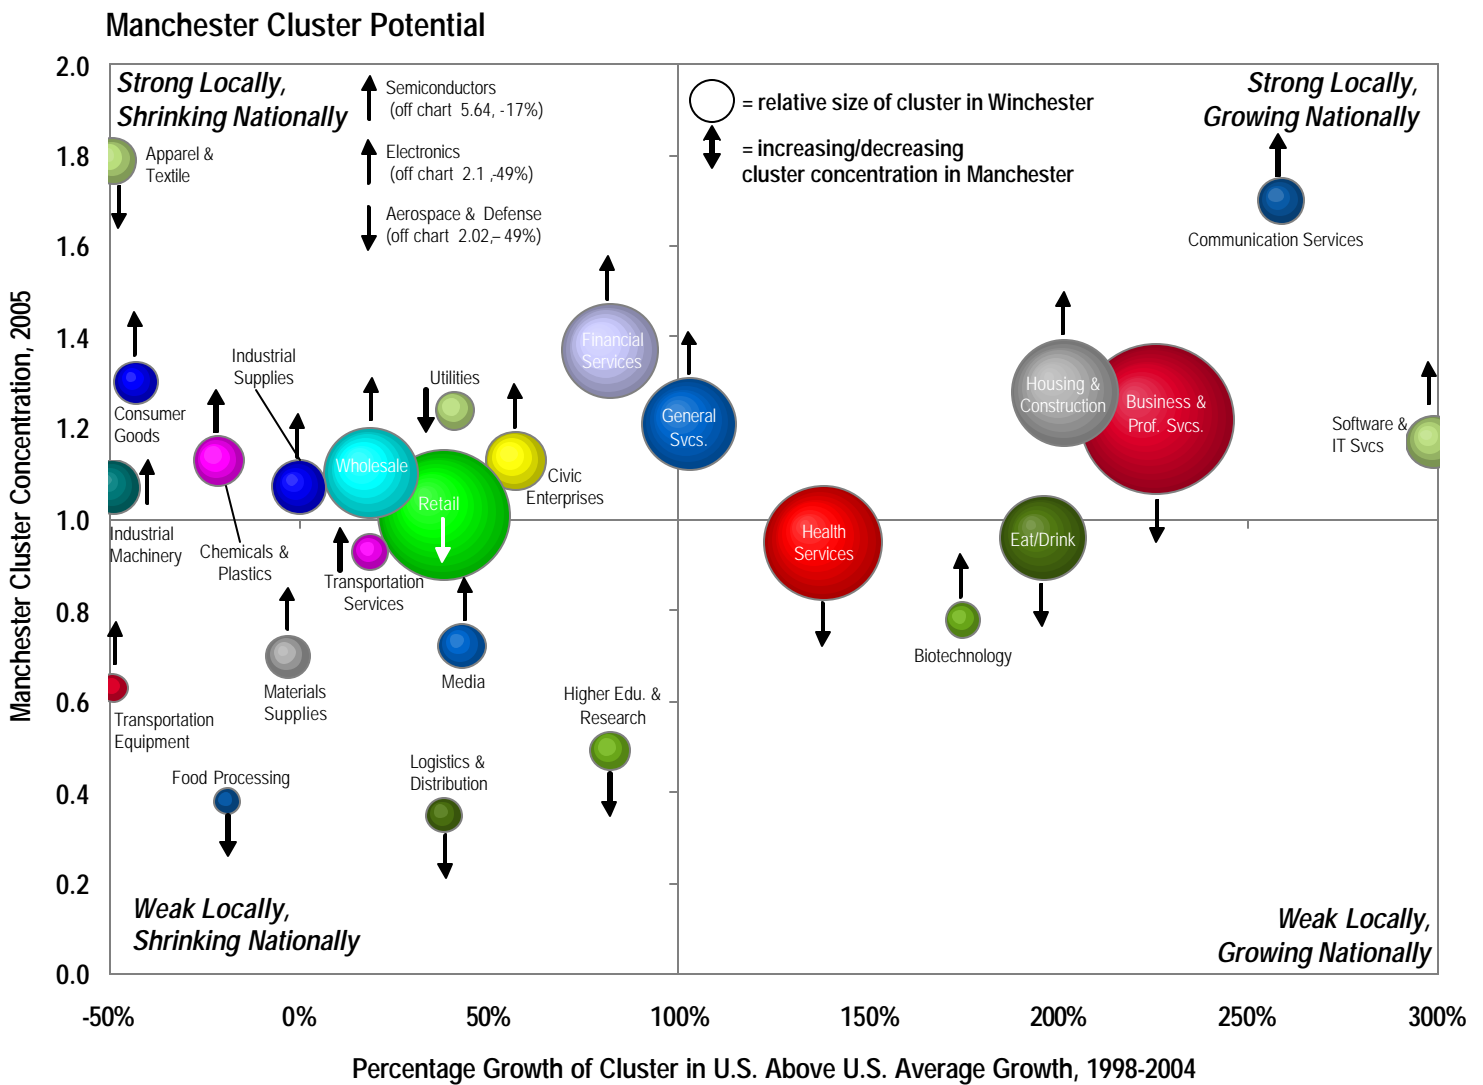 Manchester Cluster Potential
2.0
1.8
1.6
1.4
1.2
1.0
0.8
0.6
0.4
0.2
0.0
Manchester Cluster Concentration, 2005
Strong Locally,
Shrinking Nationally
Semiconductors
(off chart 5.64, -17%)
Electronics
(off chart 2.1 ,-49%)
Aerospace & Defense
(off chart 2.02,– 49%)
= relative size of cluster in Winchester
= increasing/decreasing
cluster concentration in Manchester
Strong Locally,
Growing Nationally
Apparel &
Textile
Communication Services
Consumer
Goods
Industrial
Supplies
Utilities
Financial
Services
General
Svcs.
Housing &
Construction
Business &
Prof. Svcs.
Software &
IT Svcs
Wholesale
Retail
Civic
Enterprises
Industrial
Machinery
Chemicals &
Plastics
Transportation
Services
Health
Services
Eat/Drink
Biotechnology
Transportation
Equipment
Materials
Supplies
Media
Higher Edu. &
Research
Food Processing
Logistics &
Distribution
Weak Locally,
Shrinking Nationally
Weak Locally,
Growing Nationally
-50%
0%
50%
100%
150%
200%
250%
300%
Percentage Growth of Cluster in U.S. Above U.S. Average Growth, 1998-2004